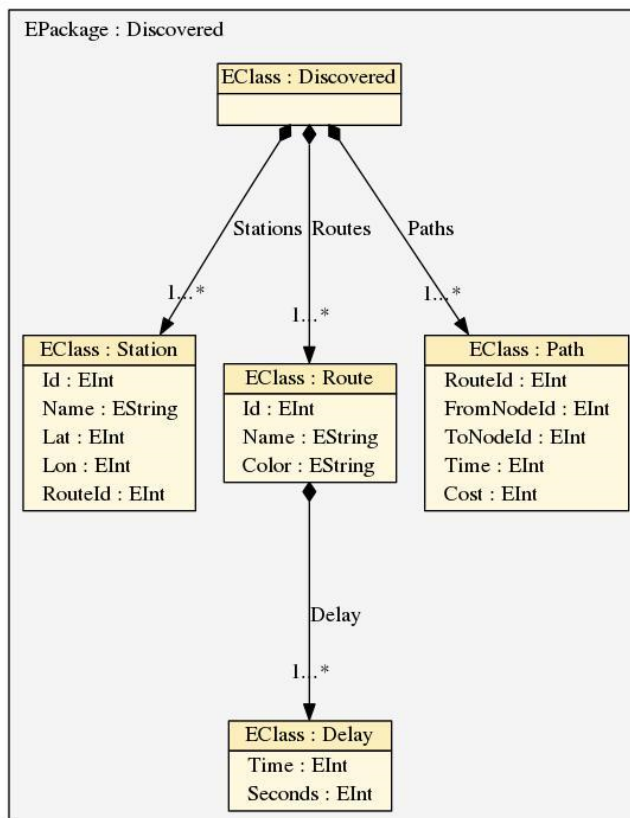 EPackage : Discovered
EClass : Discovered
Stations
Routes
Paths
1...*
1...*
1...*
EClass : Station
Id : EInt
Name : EString
Lat : EInt
Lon : EInt
RouteId : EInt
EClass : Route
Id : EInt
Name : EString
Color : EString
EClass : Path
RouteId : EInt
FromNodeId : EInt
ToNodeId : EInt
Time : EInt
Cost : EInt
Delay
1...*
EClass : Delay
Time : EInt
Seconds : EInt